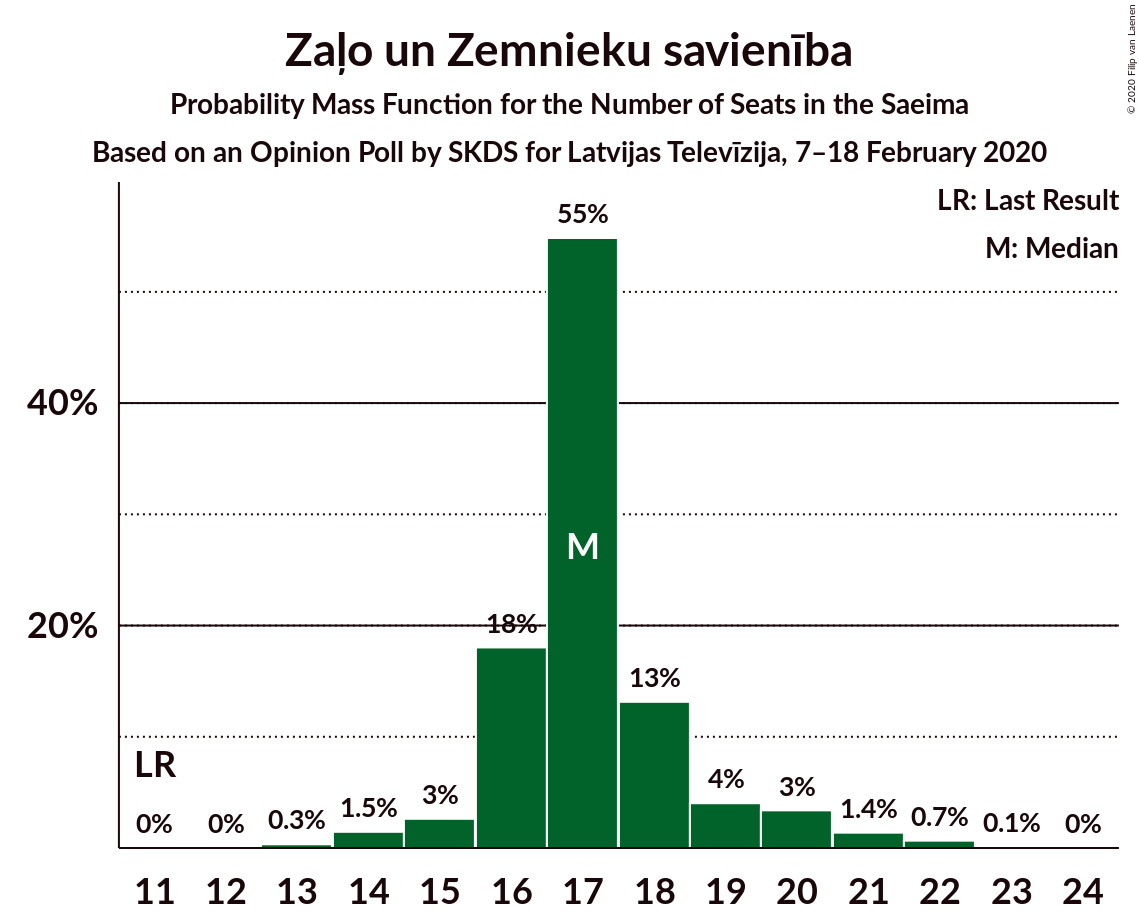 Zaļo un Zemnieku savienība
Probability Mass Function for the Number of Seats in the Saeima
Based on an Opinion Poll by SKDS for Latvijas Televīzija, 7–18 February 2020
© 2020 Filip van Laenen
LR: Last Result
M: Median
55%
40%
M
20%
18%
13%
LR
0%
0%
0.3%
1.5%
3%
4%
3%
1.4%
0.7%
0.1%
0%
11 12 13 14 15 16 17 18 19 20 21 22 23 24